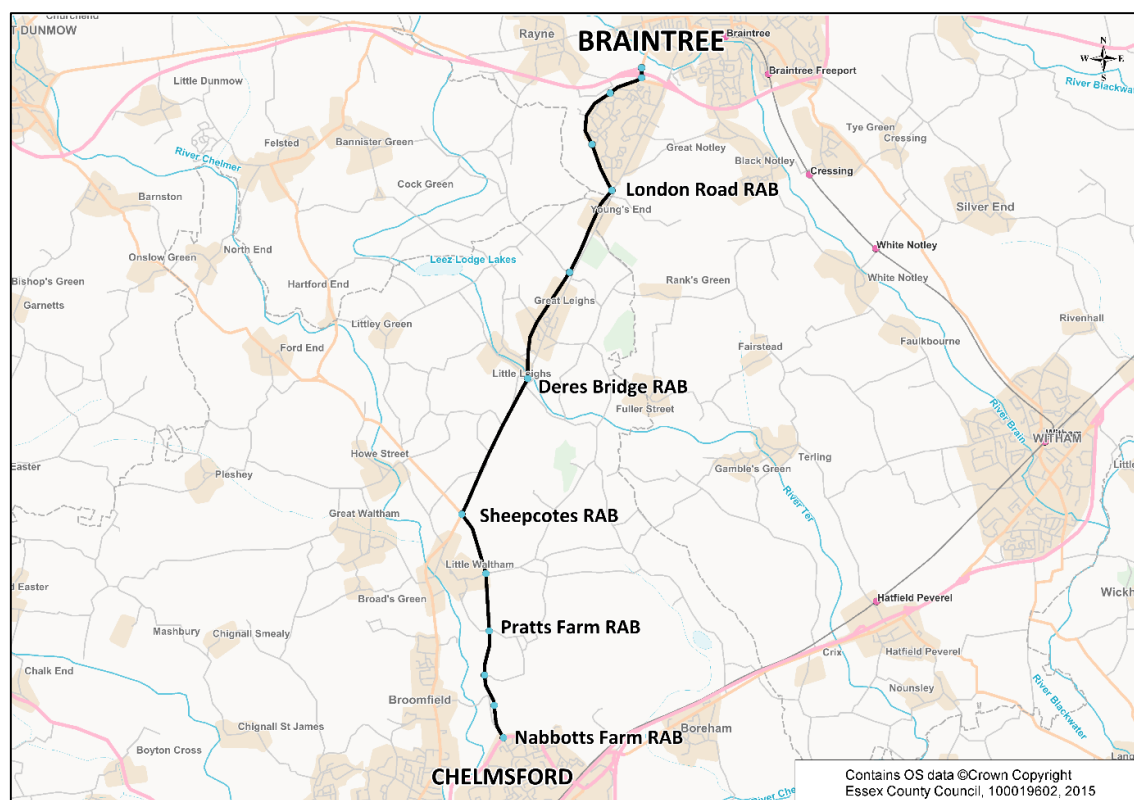 Churchend
T DUNMOW
Rayne
BRAINTREE
Braintree
N
W E
S
Little Dunmow
Braintree Freeport
River Blackwa
Felsted
Bannister Green
Tye Green
Cressing
Great Notley
River Chelmer
Black Notley
Cock Green
Cressing
Barnston
London Road RAB
Young's End
Silver End
North End
White Notley
Onslow Green
Leez Lodge Lakes
White Notley
Bishop's Green
Hartford End
Rank's Green
Garnetts
Great Leighs
Rivenhall
Littley Green
Faulkbourne
Ford End
Fairstead
Little Leighs
Deres Bridge RAB
Fuller Street
River Brain
Witham
WITHAM
Howe Street
Terling
Easter
Gamble's Green
Little
Pleshey
Great Waltham
Sheepcotes RAB
River Ter
Little Waltham
d Easter
Wickh
Broad's Green
Hatfield Peverel
Pratts Farm RAB
Mashbury
Chignall Smealy
Crix
Hatfield Peverel
Chalk End
Nounsley
Broomfield
River Blackwater
Chignall St James
Boreham
Nabbotts Farm RAB
Boyton Cross
Lang
CHELMSFORD
Contains OS data ©Crown Copyright
Essex County Council, 100019602, 2015
River Che